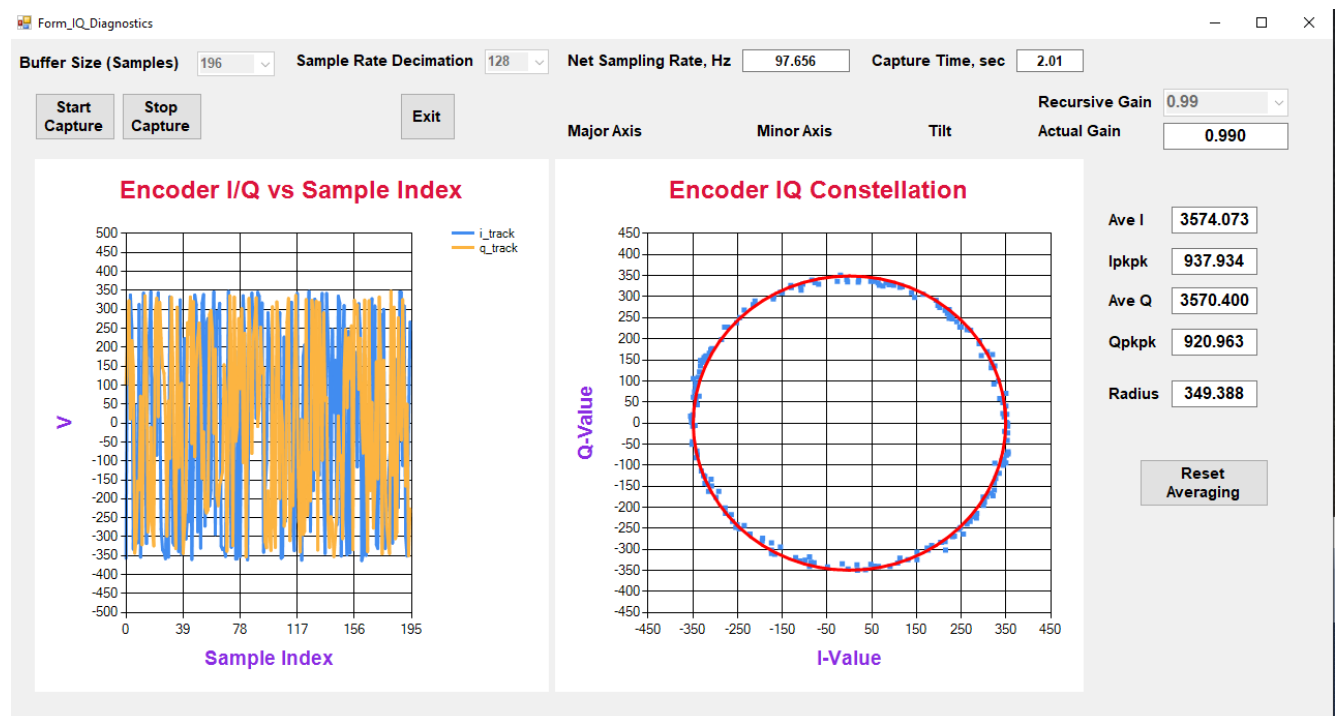 Form_IQ_Diagnostics
Buffer Size (Samples) 196 Sample Rate Decimation 128 Net Sampling Rate, Hz 97.656 Capture Time, sec 2.01
Start Capture
Stop Capture
Exit
Major Axis Minor Axis Tilt
Recursive Gain 0.99
Actual Gain 0.990
Encoder I/Q vs Sample Index
i_track
q_track
500
450
400
350
300
250
200
150
100
50
0
-50
-100
-150
-200
-250
-300
-350
-400
-450
-500
V
0 39 78 117 156 195
Sample Index
Encoder IQ Constellation
450
400
350
300
250
200
150
100
50
0
-50
-100
-150
-200
-250
-300
-350
-400
-450
Q-Value
-450 -350 -250 -150 -50 50 150 250 350 450
I-Value
Ave I 3574.073
Ipkpk 937.934
Ave Q 3570.400
Qpkpk 920.963
Radius 349.388
Reset
Averaging